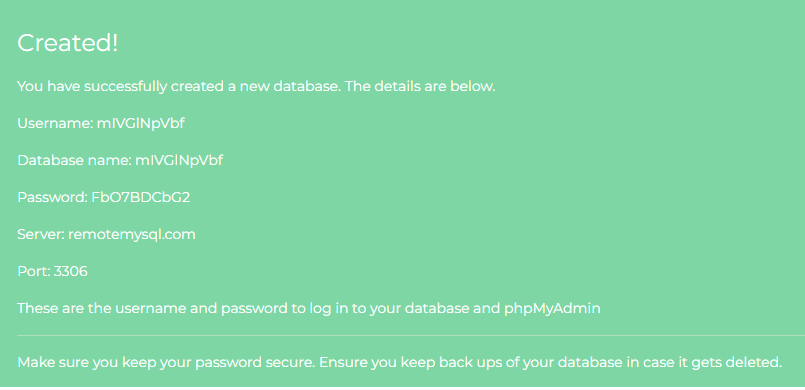 Created!
You have successfully created a new database. The details are below.
Username: mIVGlNpVbf
Database name: mIVGlNpVbf
Password: FbO7BDCbG2
Server: remotemysql.com
Port: 3306
These are the username and password to log in to your database and phpMyAdmin
Make sure you keep your password secure. Ensure you keep back ups of your database in case it gets deleted.